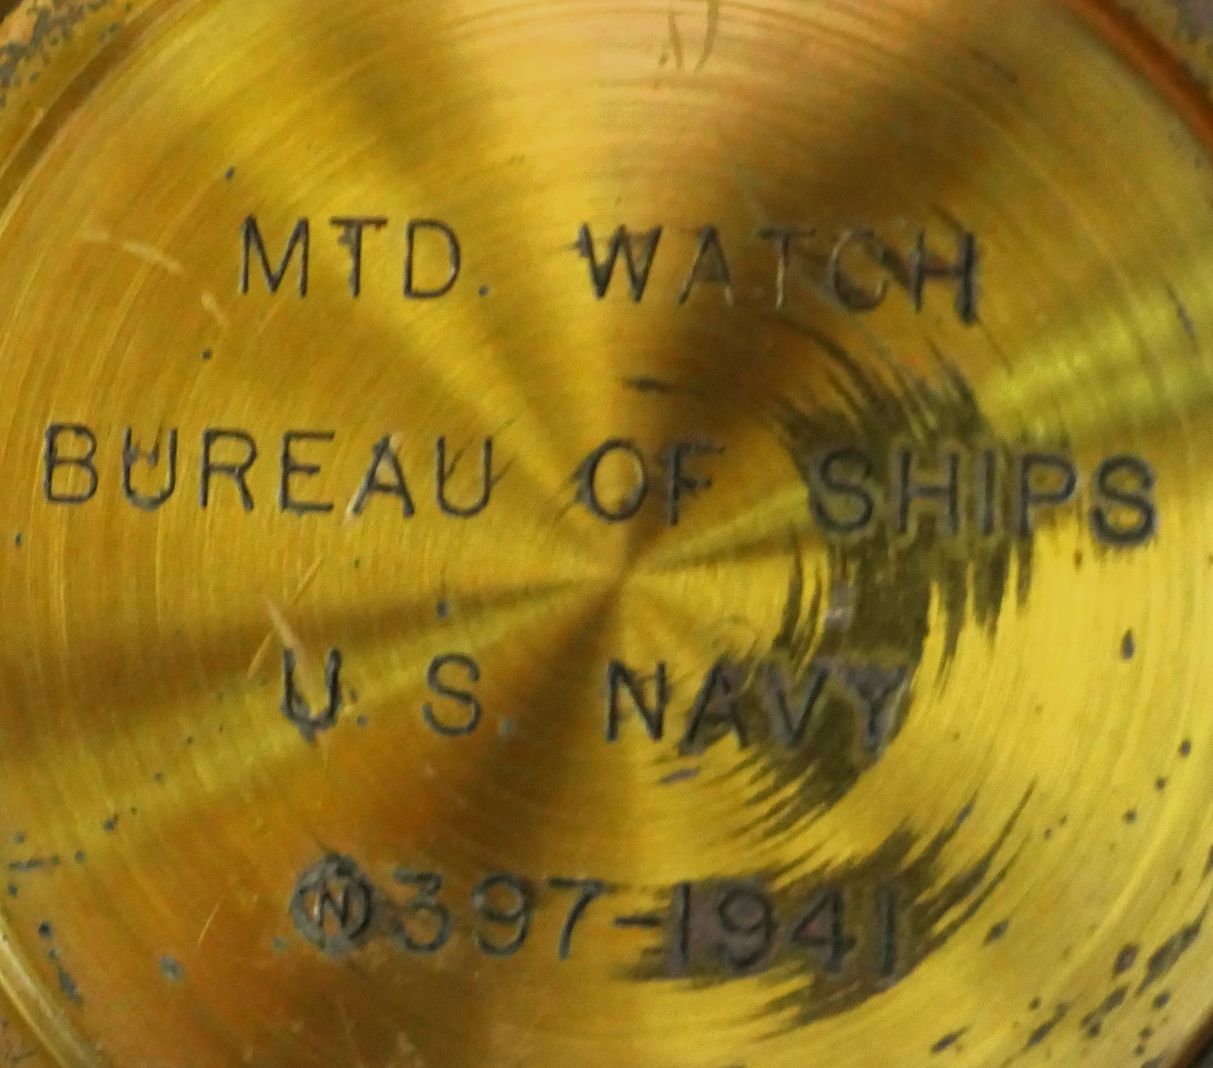 MTD. WATCH
BUREAU OF SHIPS
U. S. NAVY
Ⓝ397-1941